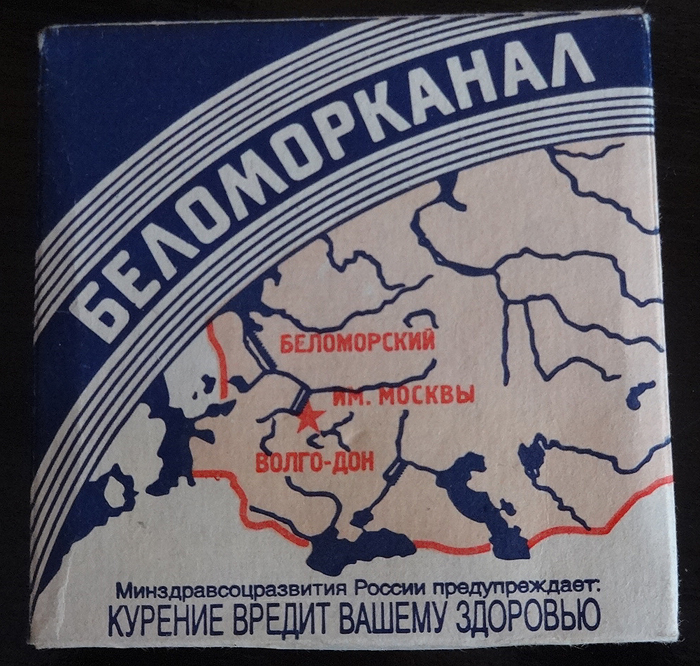 БЕЛОМОРКАНАЛ
БЕЛОМОРСКИЙ
ИМ. МОСКВЫ
ВОЛГО-ДОН
Минздравсоцразвития России предупреждает:
КУРЕНИЕ ВРЕДИТ ВАШЕМУ ЗДОРОВЬЮ